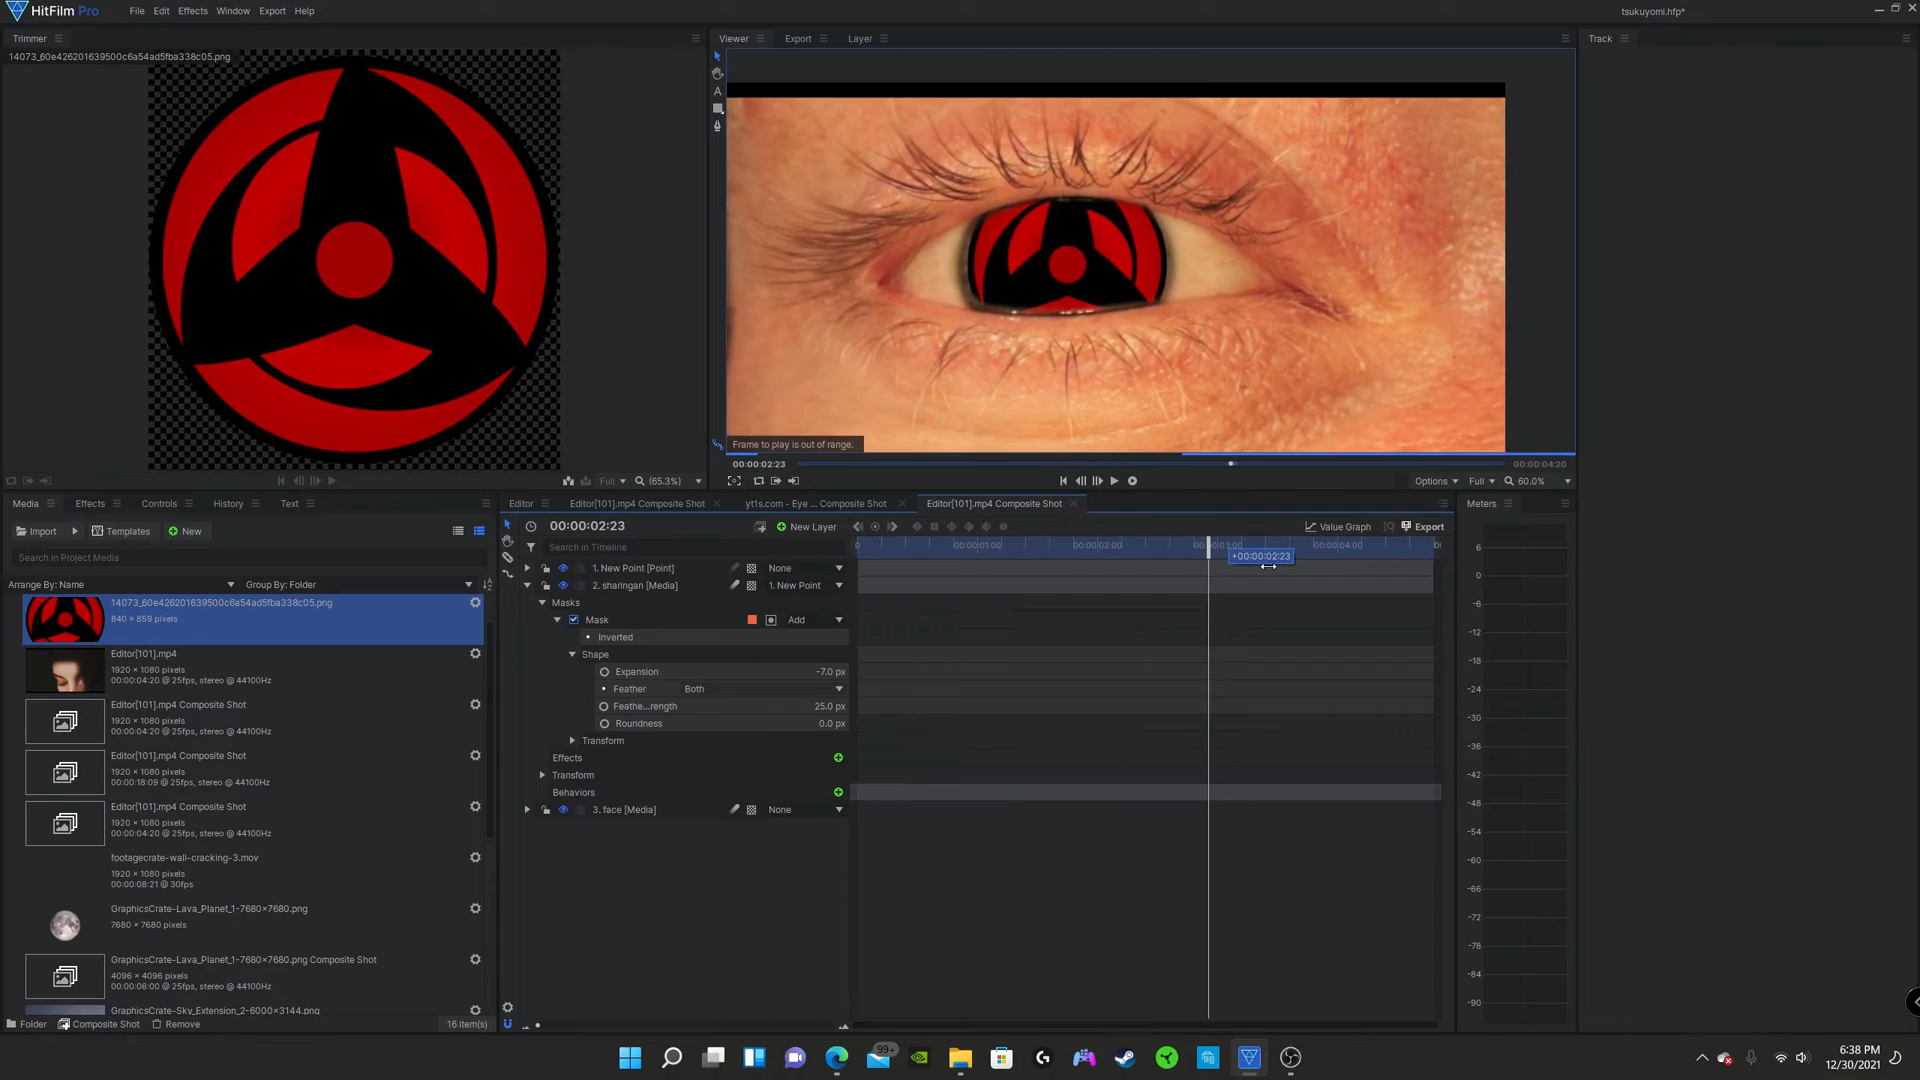 HitFilm Pro
File Edit Effects Window Export Help
tsukuyomi.hfp*
Trimmer
14073_60e426201639500c6a54ad5fba338c05.png
Viewer Export Layer
Track
A
Frame to play is out of range.
00:00:02:23
00:00:04:20
Full (65.3%)
Options Full 60.0%
Media Effects Controls History Text
Import Templates New
Search in Project Media
Arrange By: Name Group By: Folder
14073_60e426201639500c6a54ad5fba338c05.png
840 × 859 pixels
Editor[101].mp4
1920 × 1080 pixels
00:00:04:20 @ 25fps, stereo @ 44100Hz
Editor[101].mp4 Composite Shot
1920 × 1080 pixels
00:00:04:20 @ 25fps, stereo @ 44100Hz
Editor[101].mp4 Composite Shot
1920 × 1080 pixels
00:00:18:09 @ 25fps, stereo @ 44100Hz
Editor[101].mp4 Composite Shot
1920 × 1080 pixels
00:00:04:20 @ 25fps, stereo @ 44100Hz
footagecrate-wall-cracking-3.mov
1920 × 1080 pixels
00:00:08:21 @ 30fps
GraphicsCrate-Lava_Planet_1-7680×7680.png
7680 × 7680 pixels
GraphicsCrate-Lava_Planet_1-7680×7680.png Composite Shot
4096 × 4096 pixels
00:00:06:00 @ 25fps, stereo @ 44100Hz
GraphicsCrate-Sky_Extension_2-6000×3144.png
Folder Composite Shot Remove 16 item(s)
Editor Editor[101].mp4 Composite Shot yt1s.com - Eye ... Composite Shot Editor[101].mp4 Composite Shot
00:00:02:23 New Layer Value Graph Export
Search in Timeline
0 00:00:01:00 00:00:02:00 00:00:03:00 00:00:04:00
+00:00:02:23
1. New Point [Point] None
2. sharingan [Media] 1. New Point
Masks
Mask Add
Inverted
Shape
Expansion -7.0 px
Feather Both
Feathe...rength 25.0 px
Roundness 0.0 px
Transform
Effects
Transform
Behaviors
3. face [Media] None
Meters
6
0
-6
-12
-18
-24
-30
-36
-42
-48
-54
-60
-66
-72
-78
-84
-90
99+
6:38 PM
12/30/2021